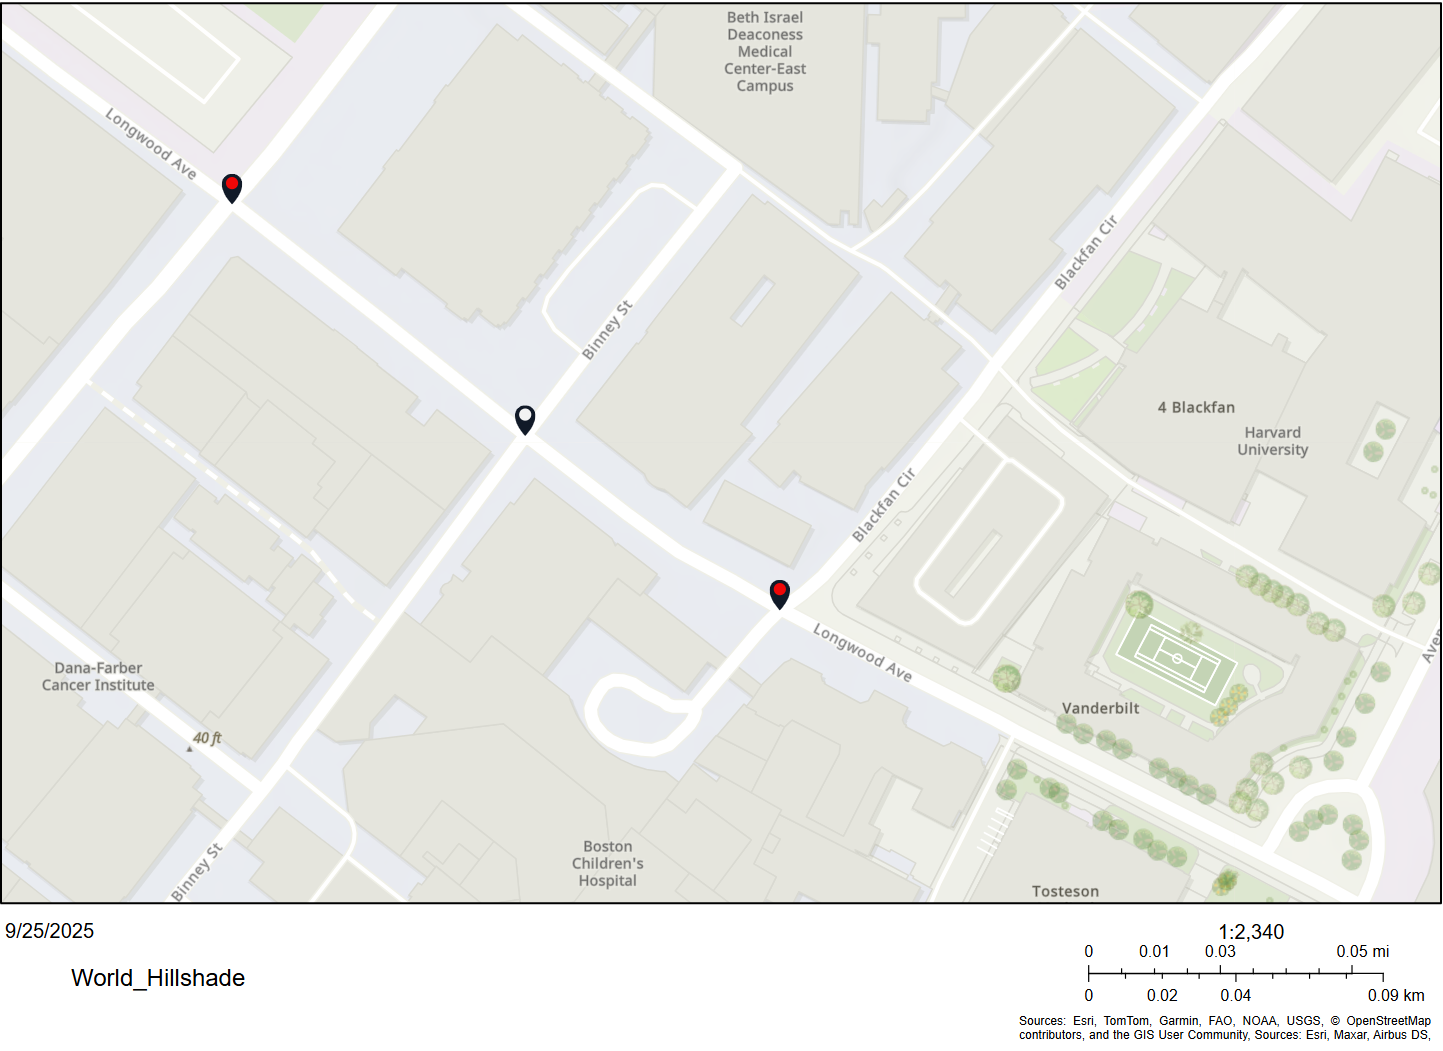 Beth Israel
Deaconess
Medical
Center-East
Campus
Longwood Ave
Blackfan Cir
Binney St
4 Blackfan
Harvard
University
Blackfan Cir
Longwood Ave
Dana-Farber
Cancer Institute
Vanderbilt
40 ft
Binney St
Boston
Children's
Hospital
Tosteson
9/25/2025
1:2,340
0 0.01 0.03 0.05 mi
World_Hillshade
0 0.02 0.04 0.09 km
Sources: Esri, TomTom, Garmin, FAO, NOAA, USGS, © OpenStreetMap
contributors, and the GIS User Community, Sources: Esri, Maxar, Airbus DS,